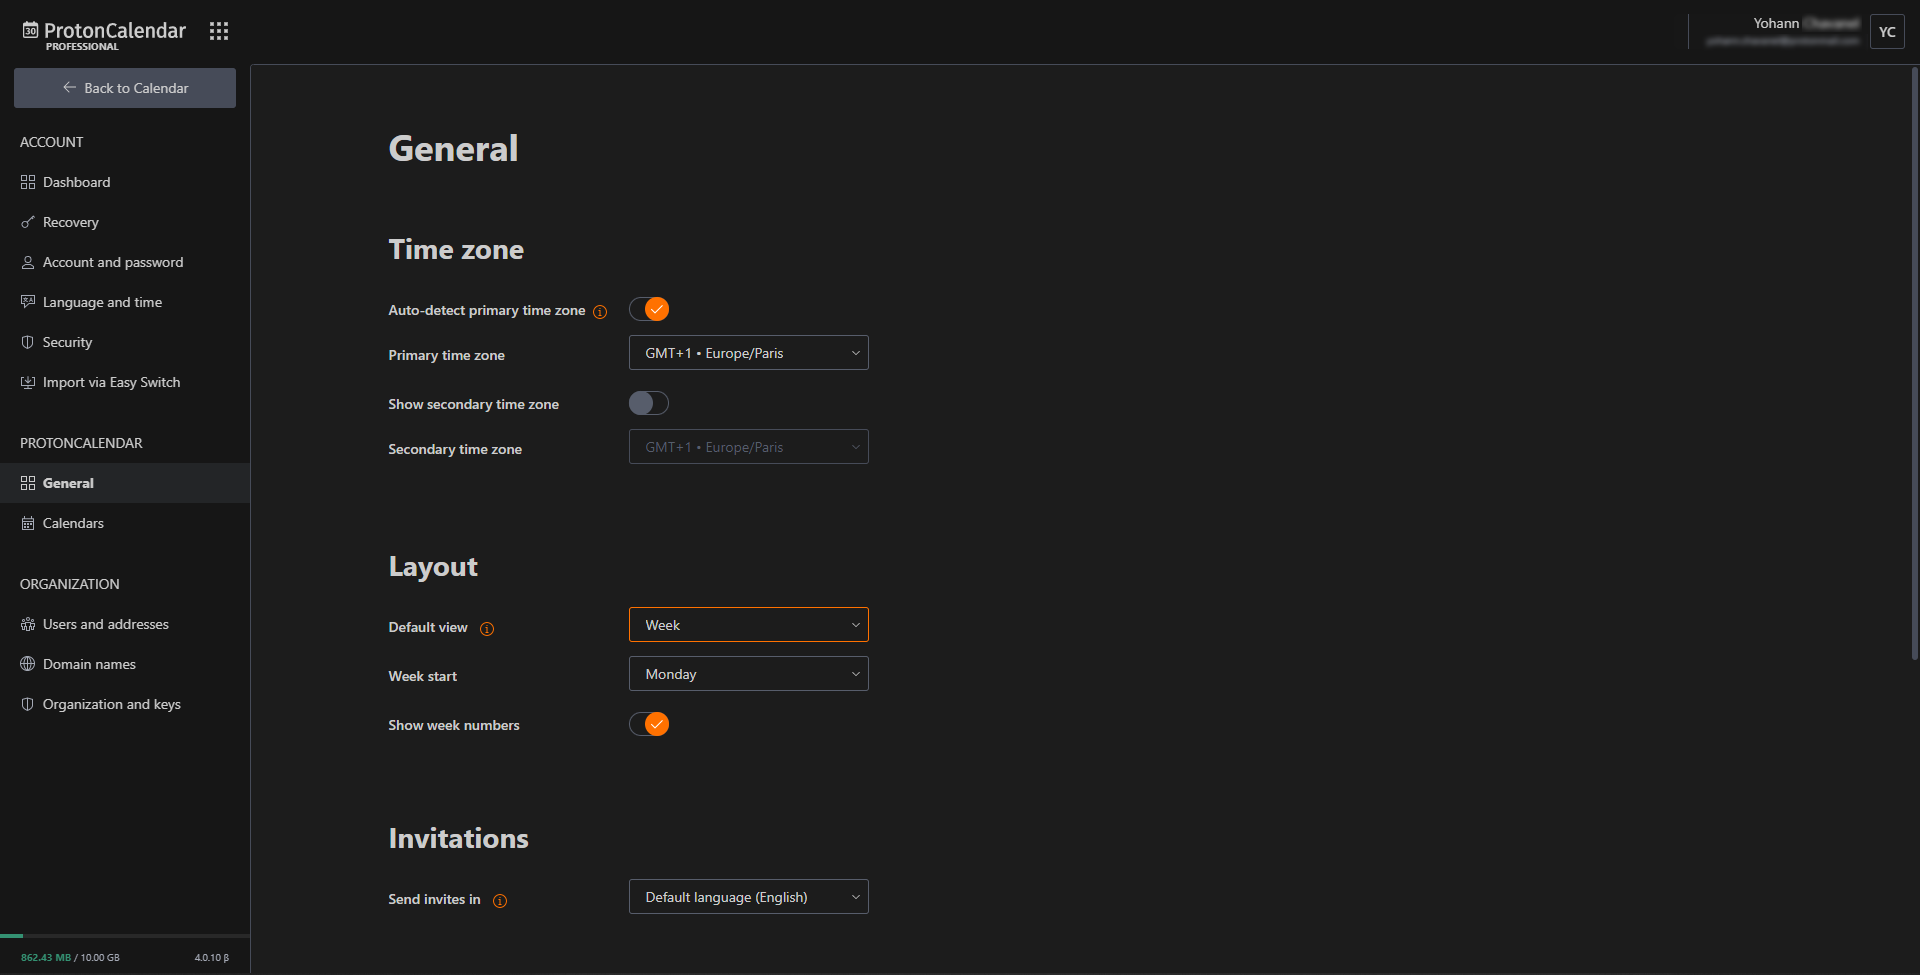 30 ProtonCalendar
PROFESSIONAL
Yohann
YC
Back to Calendar
ACCOUNT
Dashboard
Recovery
Account and password
Language and time
Security
Import via Easy Switch
PROTONCALENDAR
General
Calendars
ORGANIZATION
Users and addresses
Domain names
Organization and keys
862.43 MB / 10.00 GB
4.0.10 β
General
Time zone
Auto-detect primary time zone
Primary time zone
GMT+1 • Europe/Paris
Show secondary time zone
Secondary time zone
GMT+1 • Europe/Paris
Layout
Default view
Week
Week start
Monday
Show week numbers
Invitations
Send invites in
Default language (English)